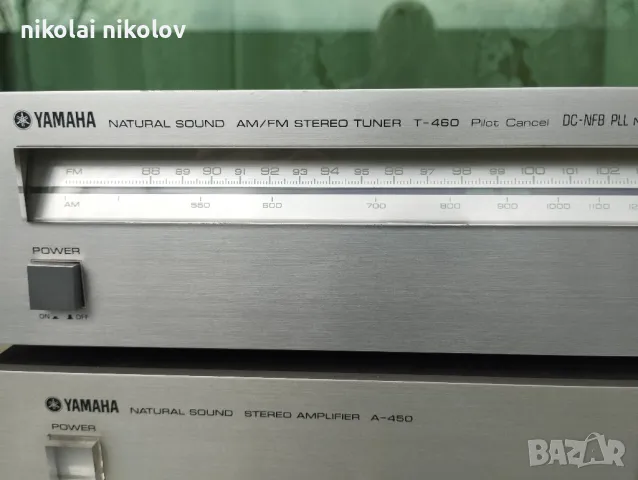 nikolai nikolov
YAMAHA NATURAL SOUND AM/FM STEREO TUNER T-460 Pilot Cancel DC-NFB PLL
FM 88 89 90 91 92 93 94 95 96 97 98 99 100 101 102
AM 550 600 700 800 900 1000 1100
POWER
ON OFF
YAMAHA NATURAL SOUND STEREO AMPLIFIER A-450
POWER
BAZAR